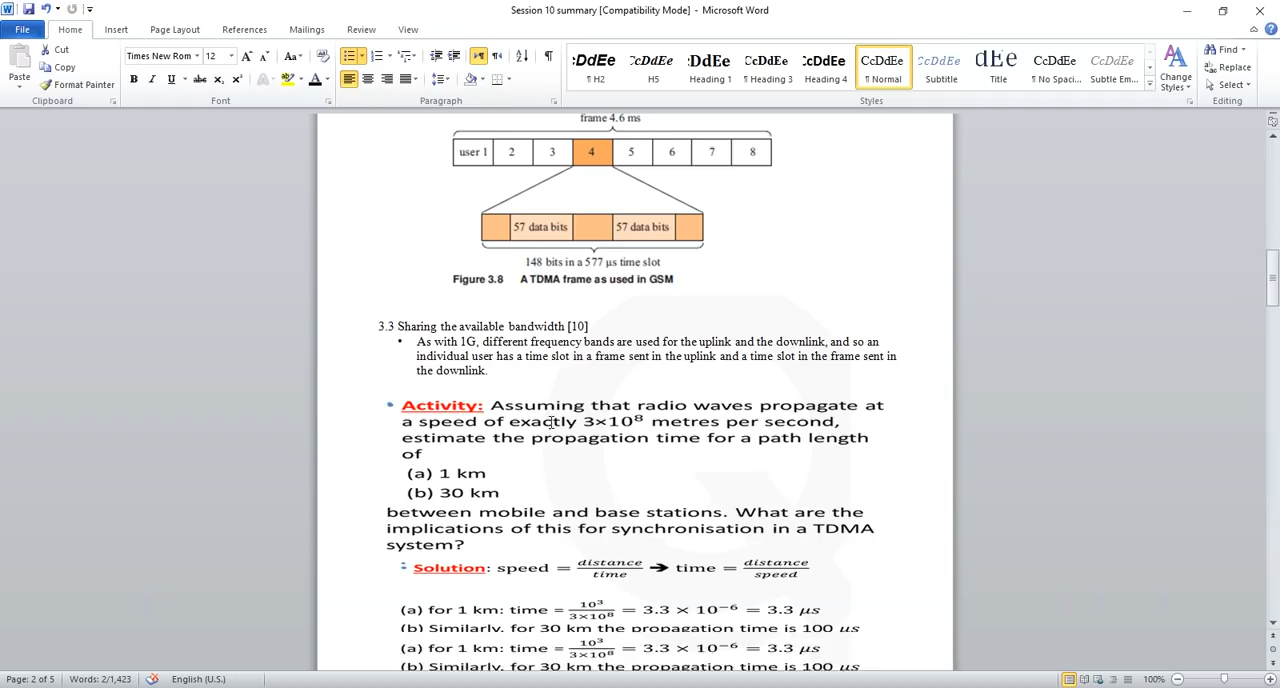 Session 10 summary [Compatibility Mode] - Microsoft Word
File Home Insert Page Layout References Mailings Review View
Paste
Cut
Copy
Format Painter
Clipboard
Times New Rom 12
Font
Paragraph
CcDdEe ¶ H2
CcDdEe H5
CcDdEe Heading 1
CcDdEe ¶ Heading 3
CcDdEe Heading 4
CcDdEe ¶ Normal
CcDdEe Subtitle
dEe Title
CcDdEe ¶ No Spaci...
CcDdEe Subtle Em...
Change Styles
Styles
Find
Replace
Select
Editing
frame 4.6 ms
user 1 2 3 4 5 6 7 8
57 data bits 57 data bits
148 bits in a 577 µs time slot
Figure 3.8 A TDMA frame as used in GSM
3.3 Sharing the available bandwidth [10]
• As with 1G, different frequency bands are used for the uplink and the downlink, and so an
individual user has a time slot in a frame sent in the uplink and a time slot in the frame sent in
the downlink.
• Activity: Assuming that radio waves propagate at
a speed of exactly 3×10⁸ metres per second,
estimate the propagation time for a path length
of
(a) 1 km
(b) 30 km
between mobile and base stations. What are the
implications of this for synchronisation in a TDMA
system?
Solution: speed = distance/time ➔ time = distance/speed
(a) for 1 km: time = 10³/3×10⁸ = 3.3 × 10⁻⁶ = 3.3 µs
(b) Similarly, for 30 km the propagation time is 100 µs
(a) for 1 km: time = 10³/3×10⁸ = 3.3 × 10⁻⁶ = 3.3 µs
(b) Similarly, for 30 km the propagation time is 100 µs
Page: 2 of 5 Words: 2/1,423 English (U.S.) 100%